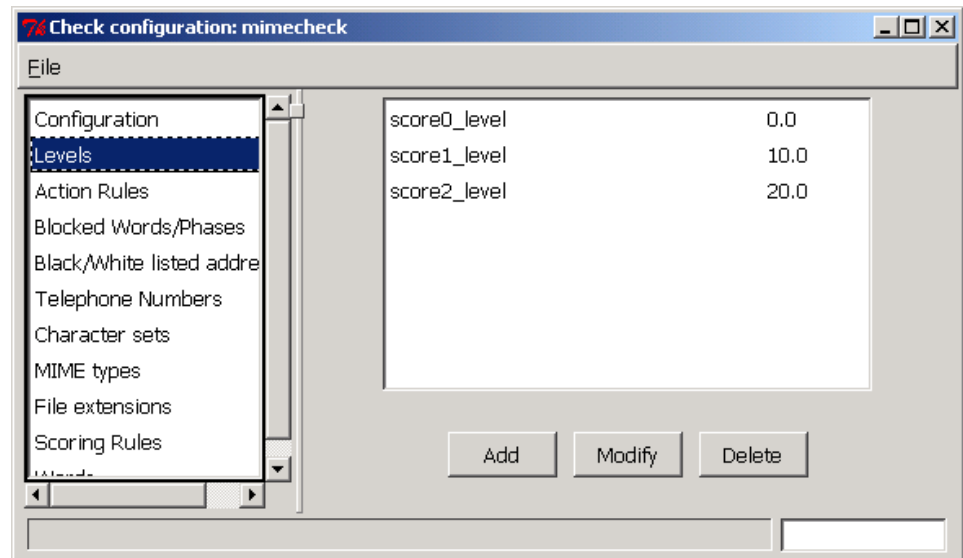 Check configuration: mimecheck
File
Configuration
Levels
Action Rules
Blocked Words/Phases
Black/White listed addre
Telephone Numbers
Character sets
MIME types
File extensions
Scoring Rules
score0_level 0.0
score1_level 10.0
score2_level 20.0
Add Modify Delete